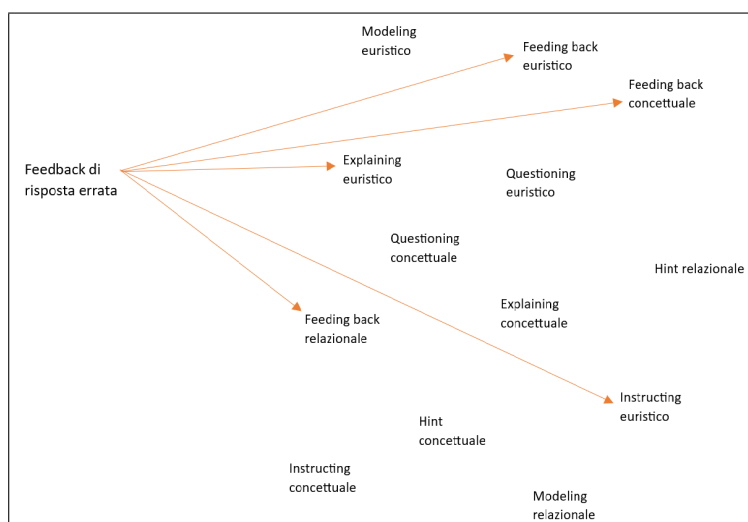 Modeling
euristico
Feeding back
euristico
Feeding back
concettuale
Feedback di
risposta errata
Explaining
euristico
Questioning
euristico
Questioning
concettuale
Hint relazionale
Explaining
concettuale
Feeding back
relazionale
Instructing
euristico
Hint
concettuale
Instructing
concettuale
Modeling
relazionale